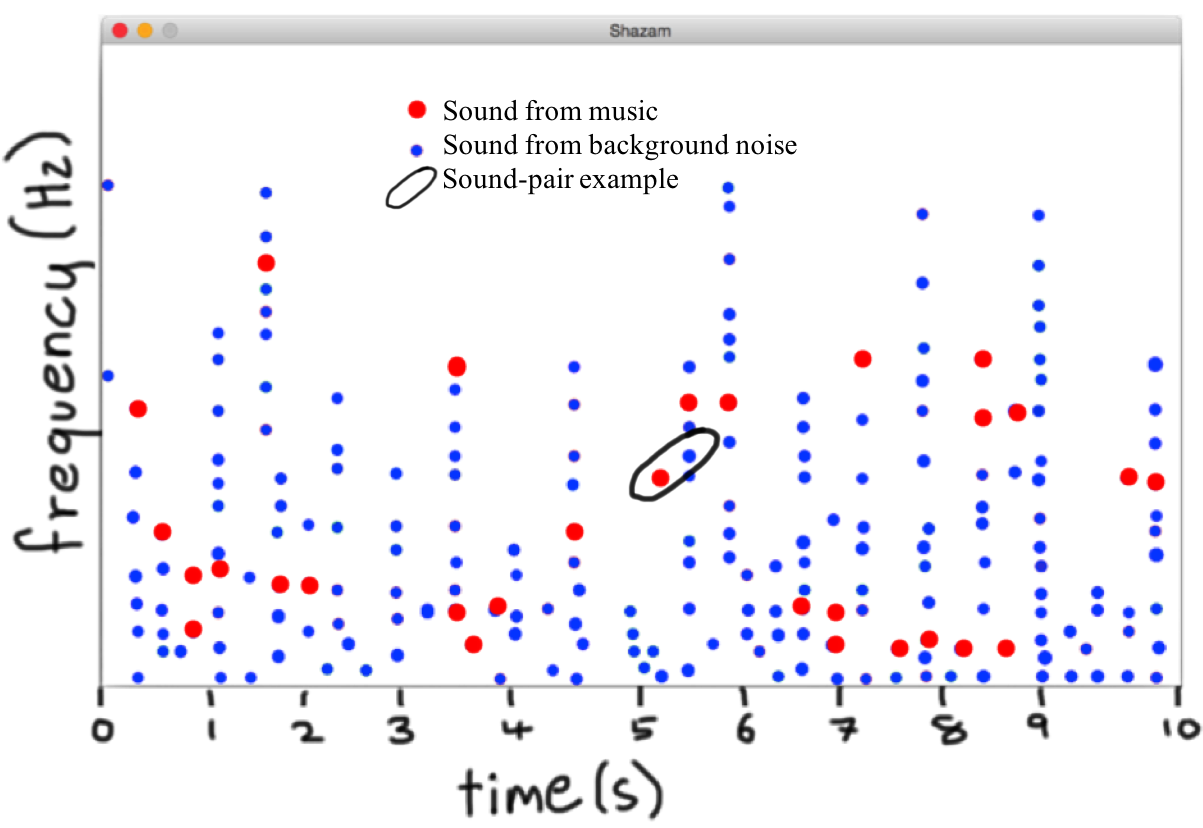 Shazam
Sound from music
Sound from background noise
Sound-pair example
frequency (Hz)
0 1 2 3 4 5 6 7 8 9 10
time (s)